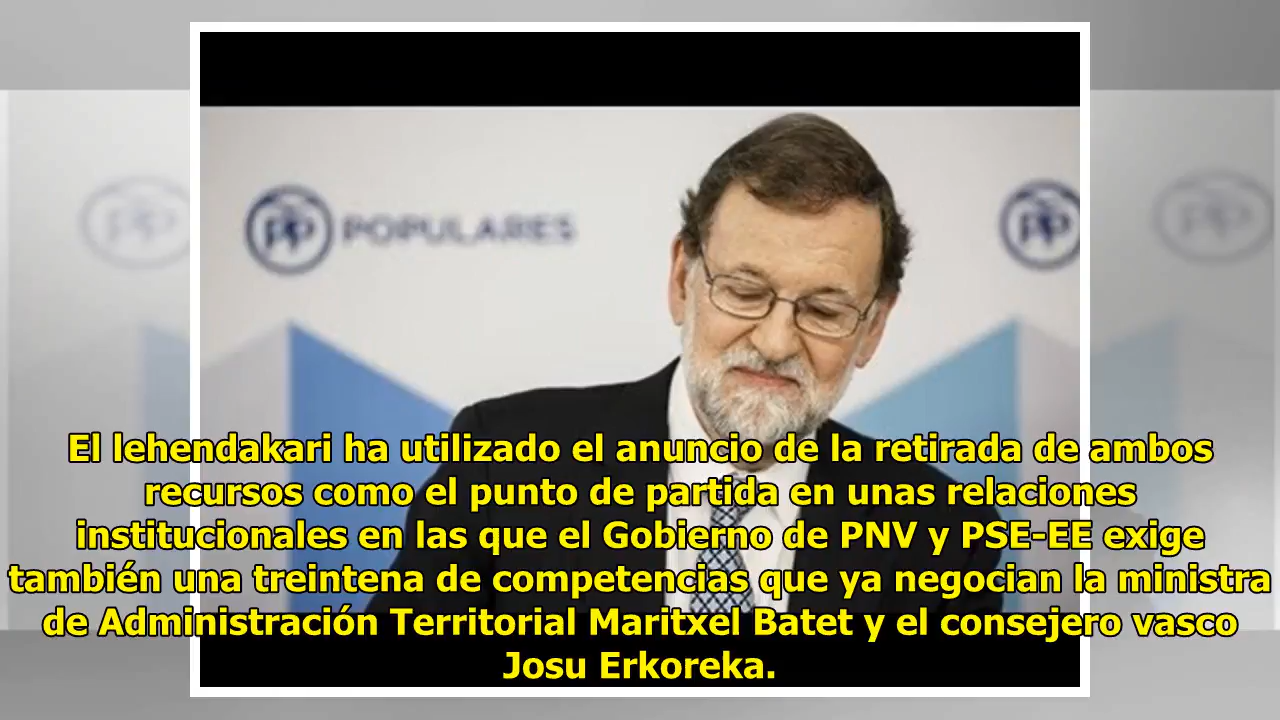 PP POPULARES PP
El lehendakari ha utilizado el anuncio de la retirada de ambos
recursos como el punto de partida en unas relaciones
institucionales en las que el Gobierno de PNV y PSE-EE exige
también una treintena de competencias que ya negocian la ministra
de Administración Territorial Maritxel Batet y el consejero vasco
Josu Erkoreka.